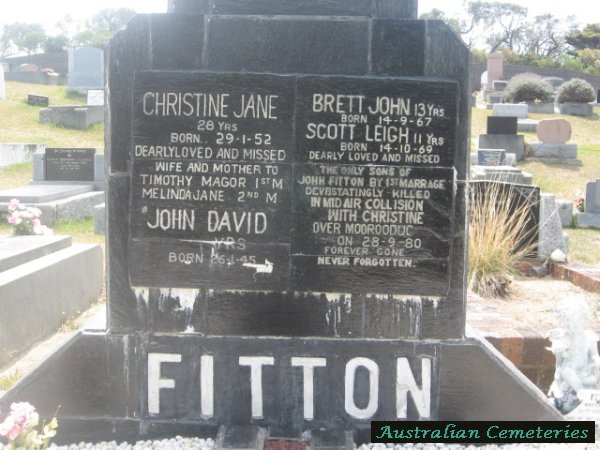 CHRISTINE JANE
28 YRS
BORN. 29-1-52
DEARLY LOVED AND MISSED
WIFE AND MOTHER TO
TIMOTHY MAGOR 1ST M
MELINDA JANE 2ND M
JOHN DAVID
YRS
BORN 26-1-45
BRETT JOHN 13 YRS
BORN 14-9-67
SCOTT LEIGH 11 YRS
BORN 14-10-69
DEARLY LOVED AND MISSED
THE ONLY SONS OF
JOHN FITTON BY 1ST MARRAGE
DEVASTATINGLY KILLED
IN MID AIR COLLISION
WITH CHRISTINE
OVER MOOROODUC
ON 28-9-80
FOREVER GONE
NEVER FORGOTTEN.
FITTON
Australian Cemeteries